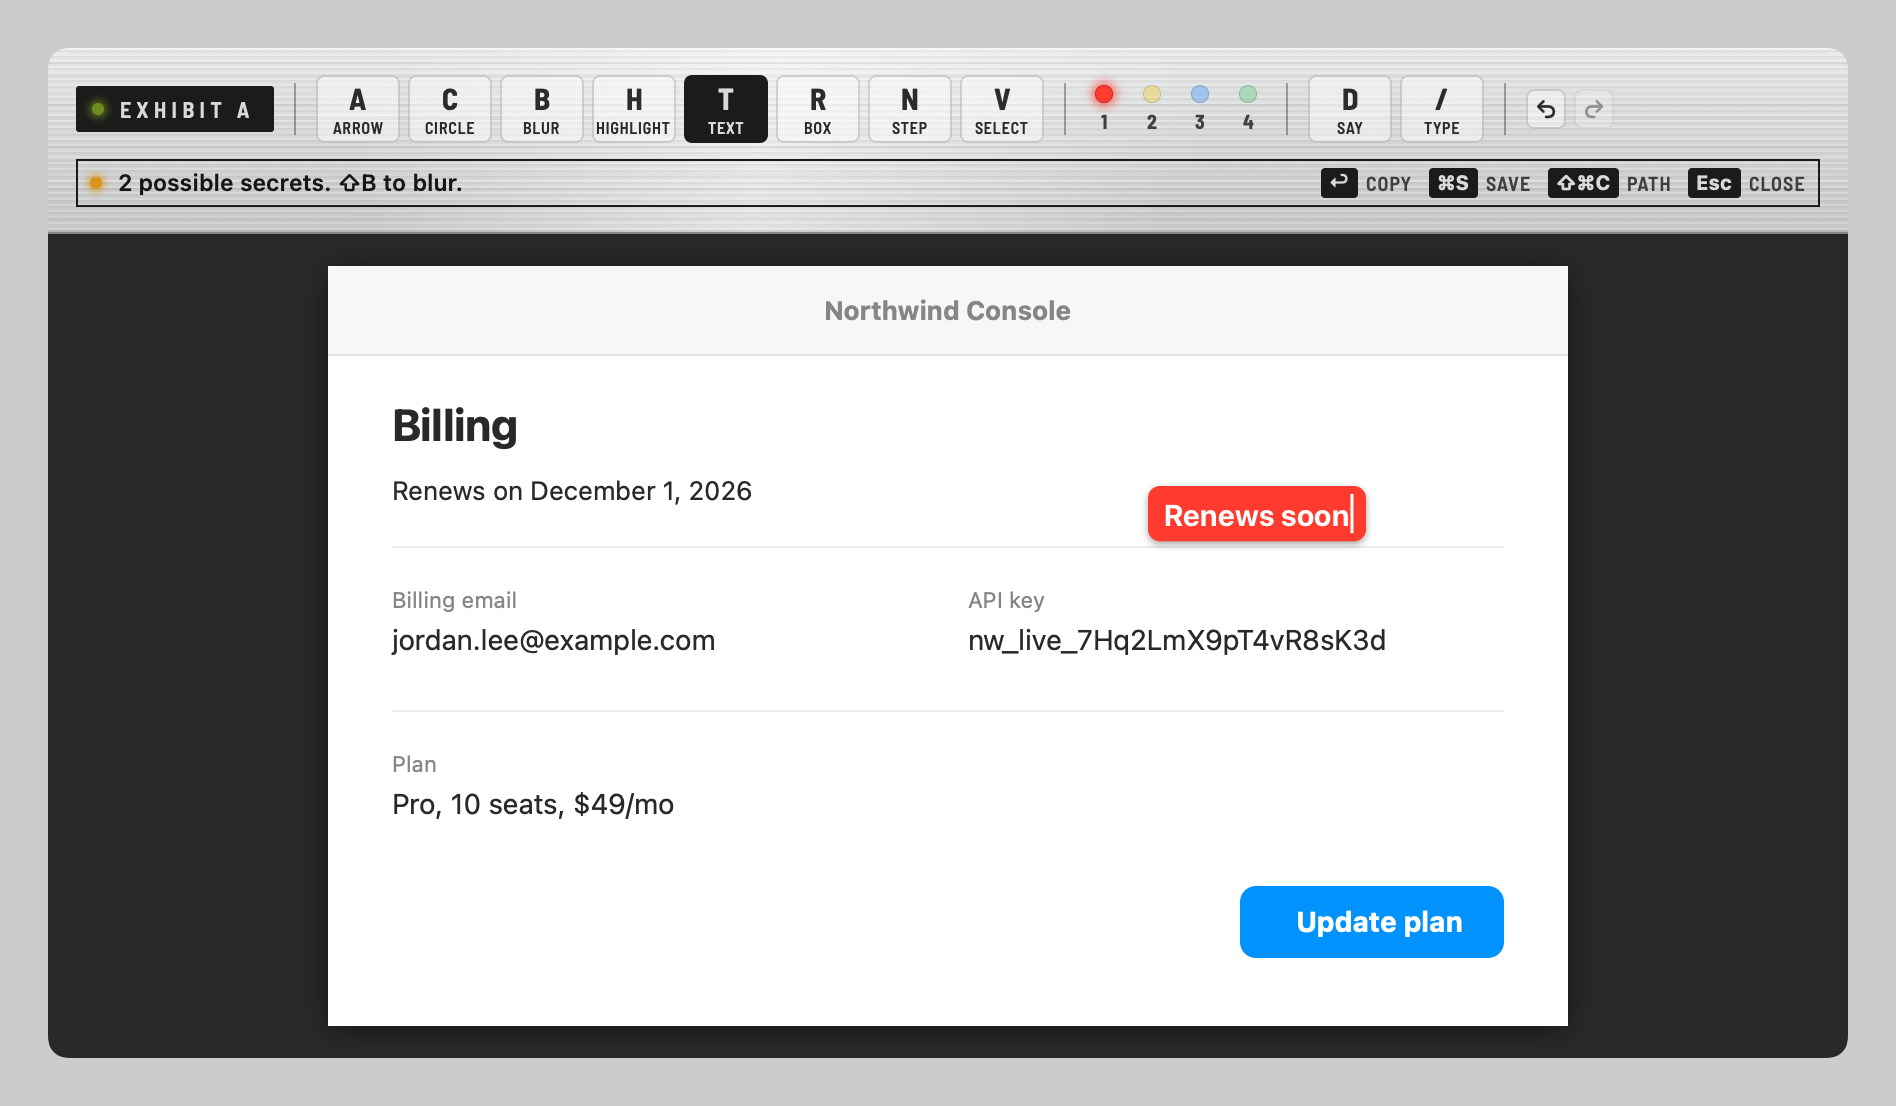 EXHIBIT A
A ARROW
C CIRCLE
B BLUR
H HIGHLIGHT
T TEXT
R BOX
N STEP
V SELECT
1 2 3 4
D SAY
/ TYPE
2 possible secrets. ⇧B to blur.
↩ COPY ⌘S SAVE ⇧⌘C PATH Esc CLOSE
Northwind Console
Billing
Renews on December 1, 2026
Renews soon
Billing email
jordan.lee@example.com
API key
nw_live_7Hq2LmX9pT4vR8sK3d
Plan
Pro, 10 seats, $49/mo
Update plan